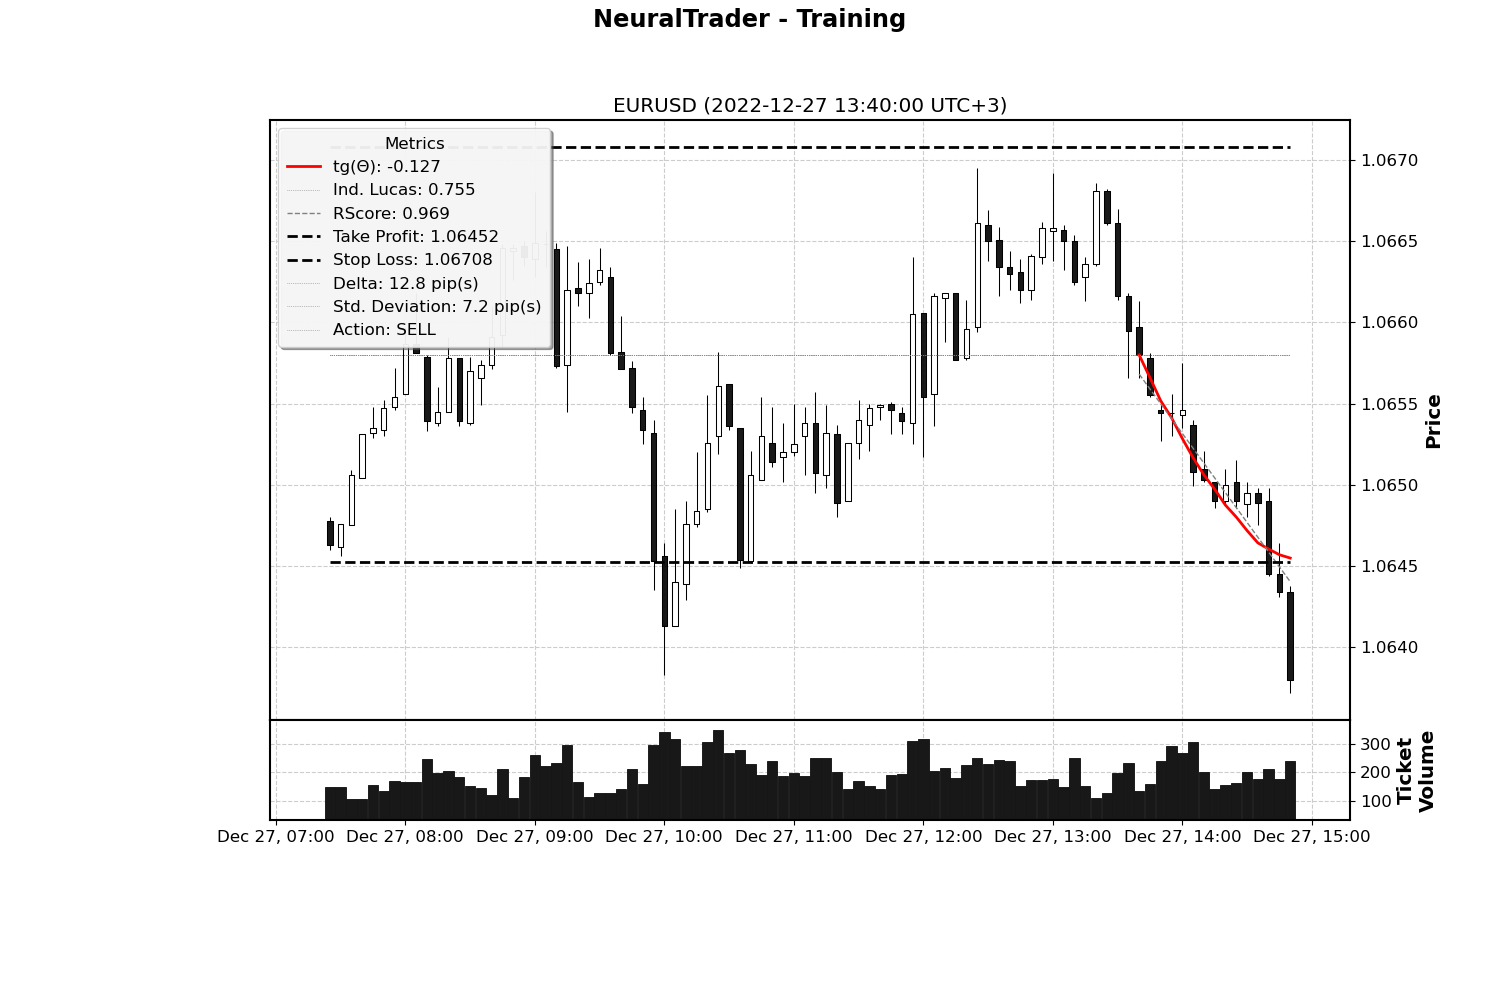 NeuralTrader - Training
EURUSD (2022-12-27 13:40:00 UTC+3)
Metrics
tg(Θ): -0.127
Ind. Lucas: 0.755
RScore: 0.969
Take Profit: 1.06452
Stop Loss: 1.06708
Delta: 12.8 pip(s)
Std. Deviation: 7.2 pip(s)
Action: SELL
1.0670
1.0665
1.0660
1.0655
1.0650
1.0645
1.0640
Price
300
200
100
Ticket
Volume
Dec 27, 07:00 Dec 27, 08:00 Dec 27, 09:00 Dec 27, 10:00 Dec 27, 11:00 Dec 27, 12:00 Dec 27, 13:00 Dec 27, 14:00 Dec 27, 15:00